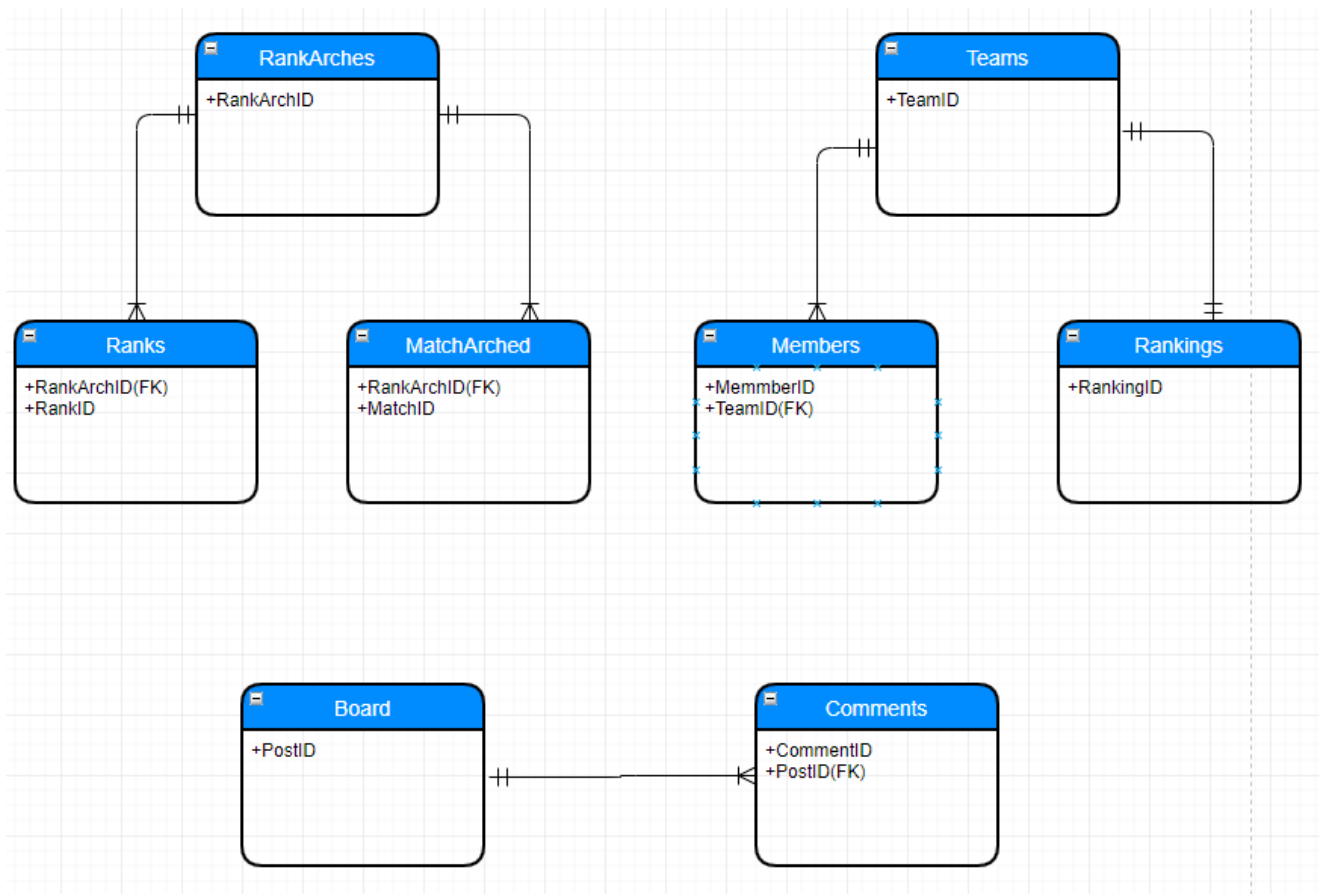 RankArches
+RankArchID
Teams
+TeamID
Ranks
+RankArchID(FK)
+RankID
MatchArched
+RankArchID(FK)
+MatchID
Members
+MemmberID
+TeamID(FK)
Rankings
+RankingID
Board
+PostID
Comments
+CommentID
+PostID(FK)